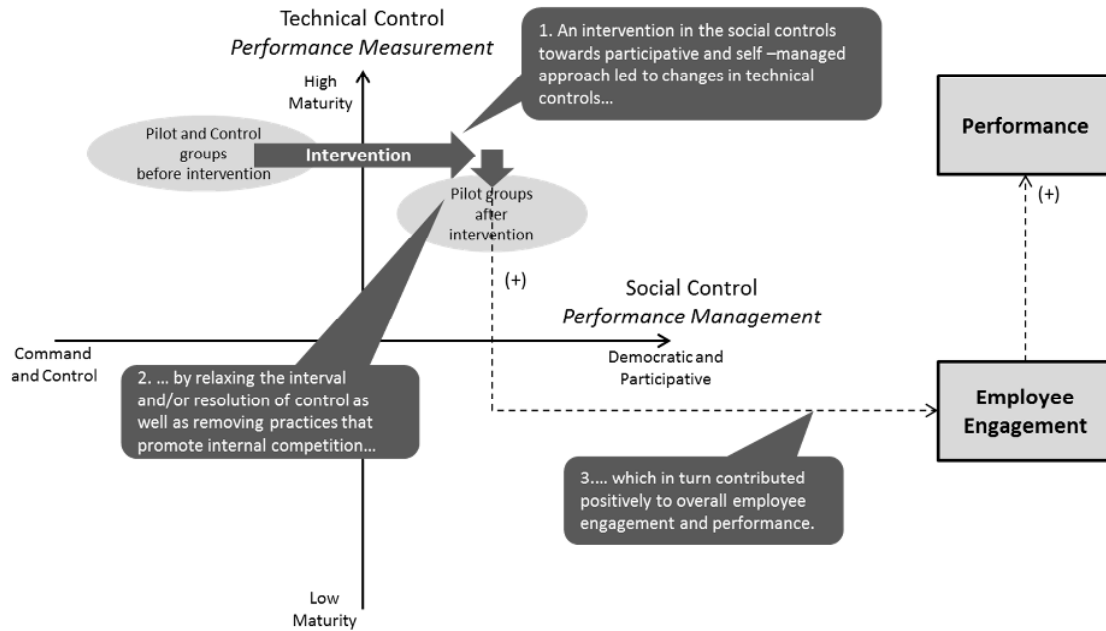 Technical Control
Performance Measurement
High
Maturity
1. An intervention in the social controls
towards participative and self –managed
approach led to changes in technical
controls...
Pilot and Control
groups
before intervention
Intervention
Pilot groups
after
intervention
(+)
Performance
(+)
Social Control
Performance Management
Command
and Control
Democratic and
Participative
2. ... by relaxing the interval
and/or resolution of control as
well as removing practices that
promote internal competition...
Employee
Engagement
3.... which in turn contributed
positively to overall employee
engagement and performance.
Low
Maturity